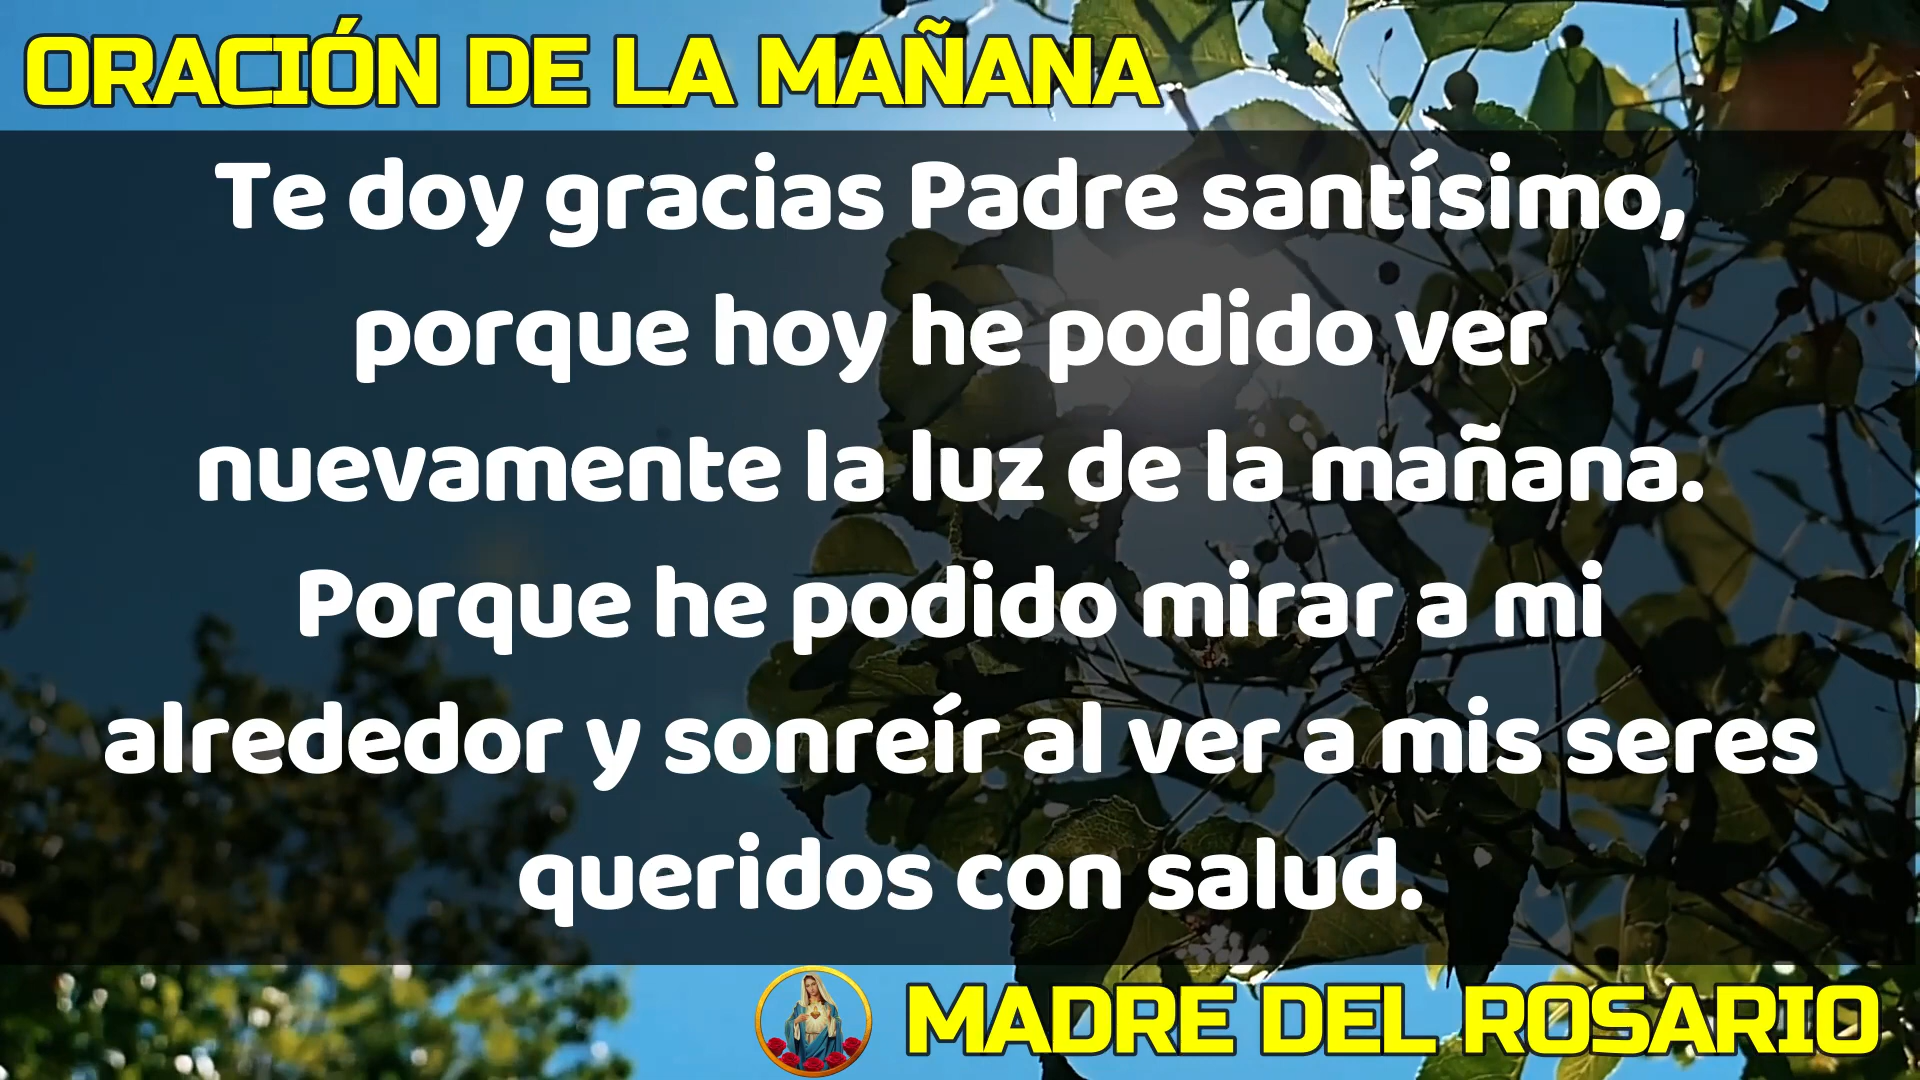 ORACIÓN DE LA MAÑANA
Te doy gracias Padre santísimo,
porque hoy he podido ver
nuevamente la luz de la mañana.
Porque he podido mirar a mi
alrededor y sonreír al ver a mis seres
queridos con salud.
MADRE DEL ROSARIO